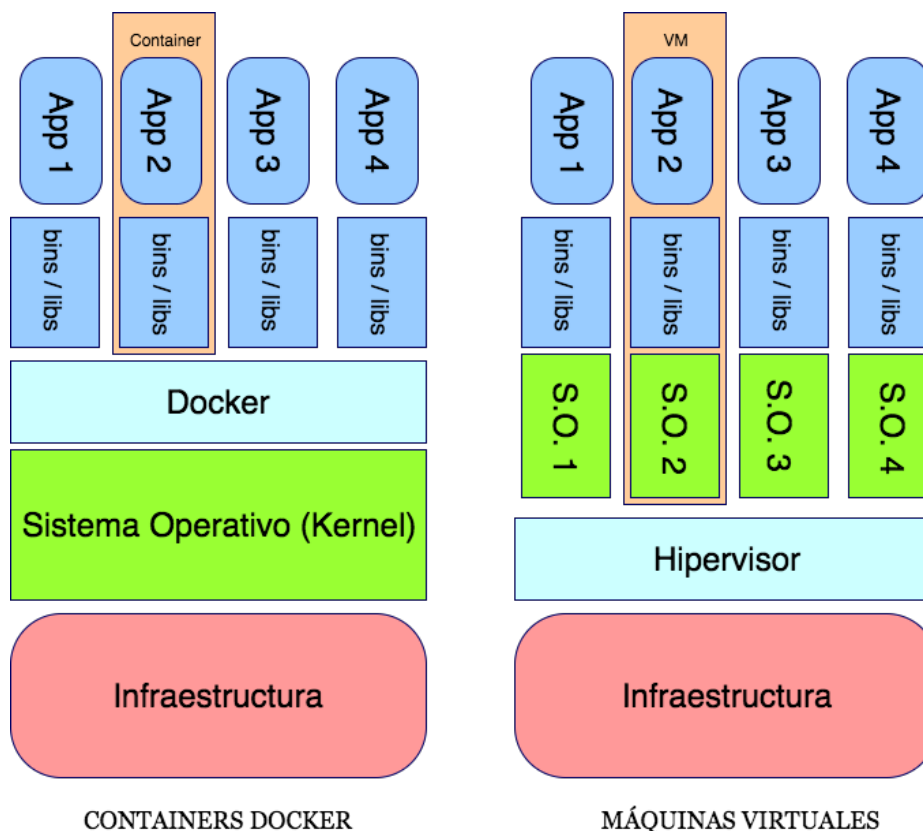 Container
App 1
App 2
App 3
App 4
bins / libs
bins / libs
bins / libs
bins / libs
Docker
Sistema Operativo (Kernel)
Infraestructura
CONTAINERS DOCKER
VM
App 1
App 2
App 3
App 4
bins / libs
bins / libs
bins / libs
bins / libs
S.O. 1
S.O. 2
S.O. 3
S.O. 4
Hipervisor
Infraestructura
MÁQUINAS VIRTUALES